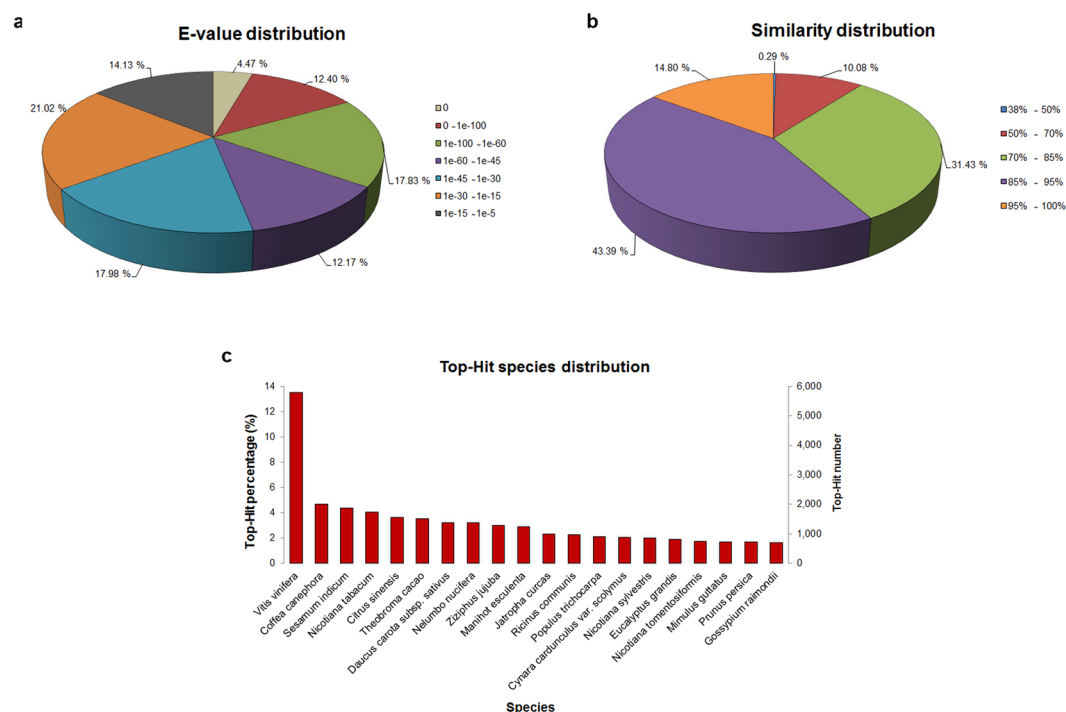 a
E-value distribution
14.13 %
4.47 %
12.40 %
21.02 %
17.83 %
17.98 %
12.17 %
0
0 - 1e-100
1e-100 - 1e-60
1e-60 - 1e-45
1e-45 - 1e-30
1e-30 - 1e-15
1e-15 - 1e-5
b
Similarity distribution
0.29 %
14.80 %
10.08 %
31.43 %
43.39 %
38% - 50%
50% - 70%
70% - 85%
85% - 95%
95% - 100%
c
Top-Hit species distribution
Top-Hit percentage (%)
14
12
10
8
6
4
2
0
6,000
5,000
4,000
3,000
2,000
1,000
0
Top-Hit number
Vitis vinifera
Coffea canephora
Sesamum indicum
Nicotiana tabacum
Citrus sinensis
Theobroma cacao
Daucus carota subsp. sativus
Nelumbo nucifera
Ziziphus jujuba
Manihot esculenta
Jatropha curcas
Ricinus communis
Populus trichocarpa
Cynara cardunculus var. scolymus
Nicotiana sylvestris
Eucalyptus grandis
Nicotiana tomentosiformis
Mimulus guttatus
Prunus persica
Gossypium raimondii
Species